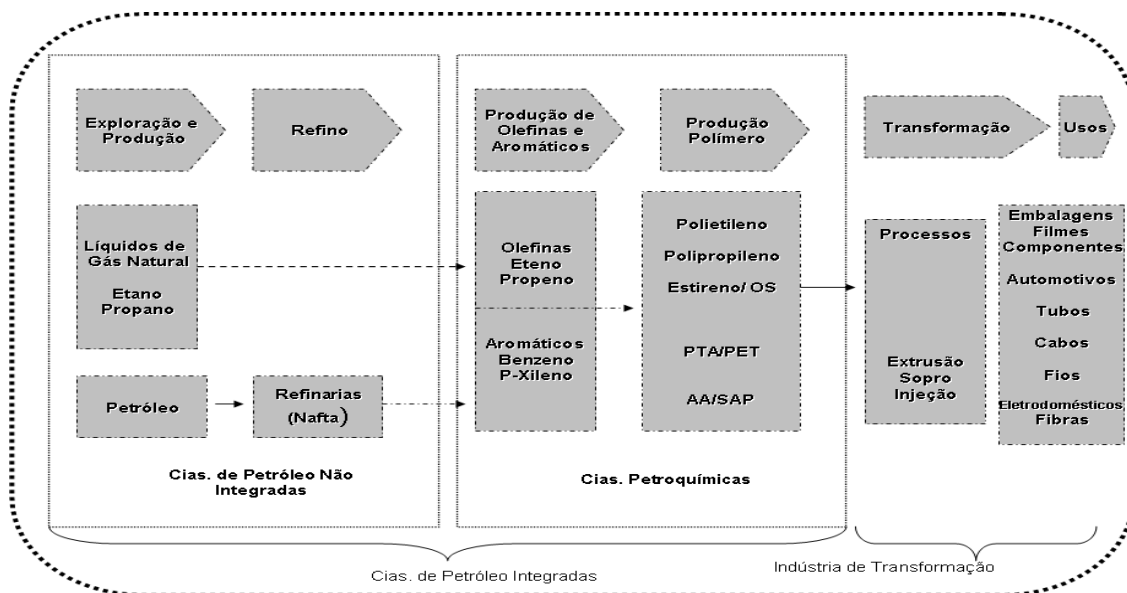 Exploração e
Produção
Refino
Produção de
Olefinas e
Aromáticos
Produção
Polímero
Transformação
Usos
Líquidos de
Gás Natural
Etano
Propano
Petróleo
Refinarias
(Nafta)
Cias. de Petróleo Não
Integradas
Olefinas
Eteno
Propeno
Aromáticos
Benzeno
P-Xileno
Polietileno
Polipropileno
Estireno/ OS
PTA/PET
AA/SAP
Cias. Petroquímicas
Processos
Extrusão
Sopro
Injeção
Embalagens
Filmes
Componentes
Automotivos
Tubos
Cabos
Fios
Eletrodomésticos
Fibras
Cias. de Petróleo Integradas
Indústria de Transformação